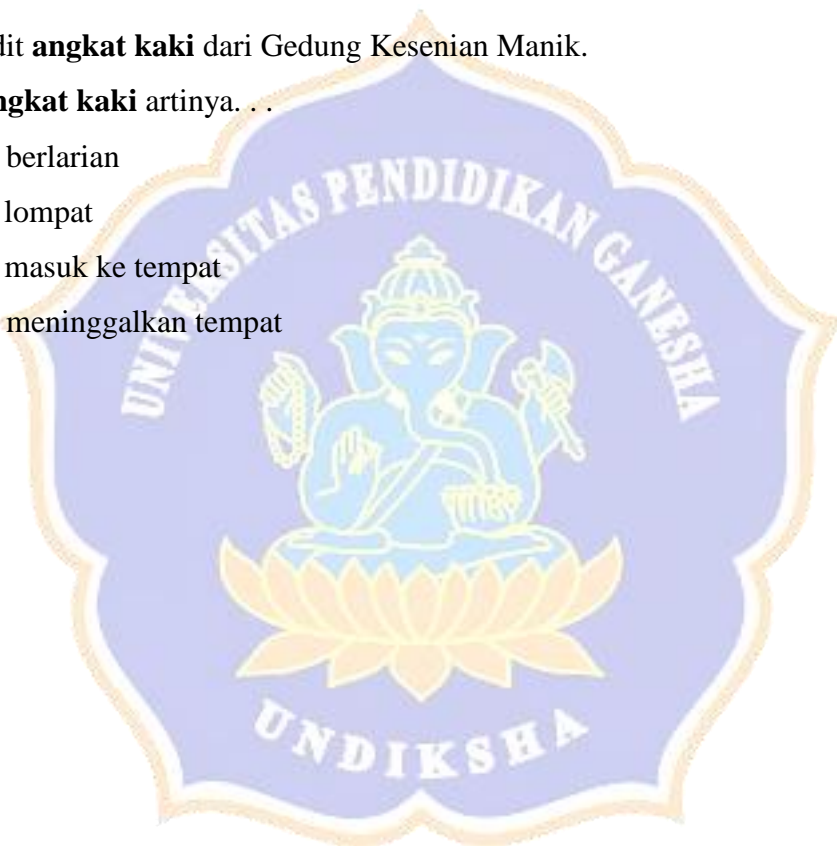 dit angkat kaki dari Gedung Kesenian Manik.
ngkat kaki artinya. . .
berlarian
lompat
masuk ke tempat
meninggalkan tempat
UNIVERSITAS PENDIDIKAN GANESHA
UNDIKSHA